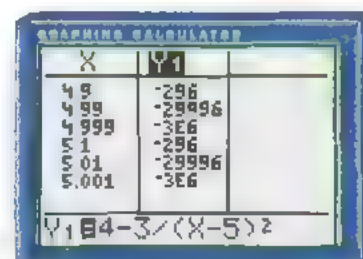 GRAPHING CALCULATOR
X Y1
4.9 -296
4.99 -29996
4.999 -3E6
5.1 -296
5.01 -29996
5.001 -3E6
Y1=4-3/(X-5)²